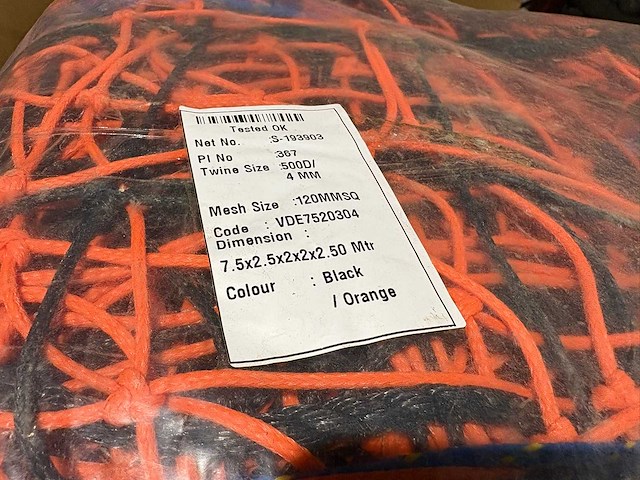 Tested OK
Net No. :S-193903
PI No :367
Twine Size :500D/
4 MM
Mesh Size :120MMSQ
Code : VDE7520304
Dimension :
7.5x2.5x2x2x2.50 Mtr
Colour : Black
/ Orange